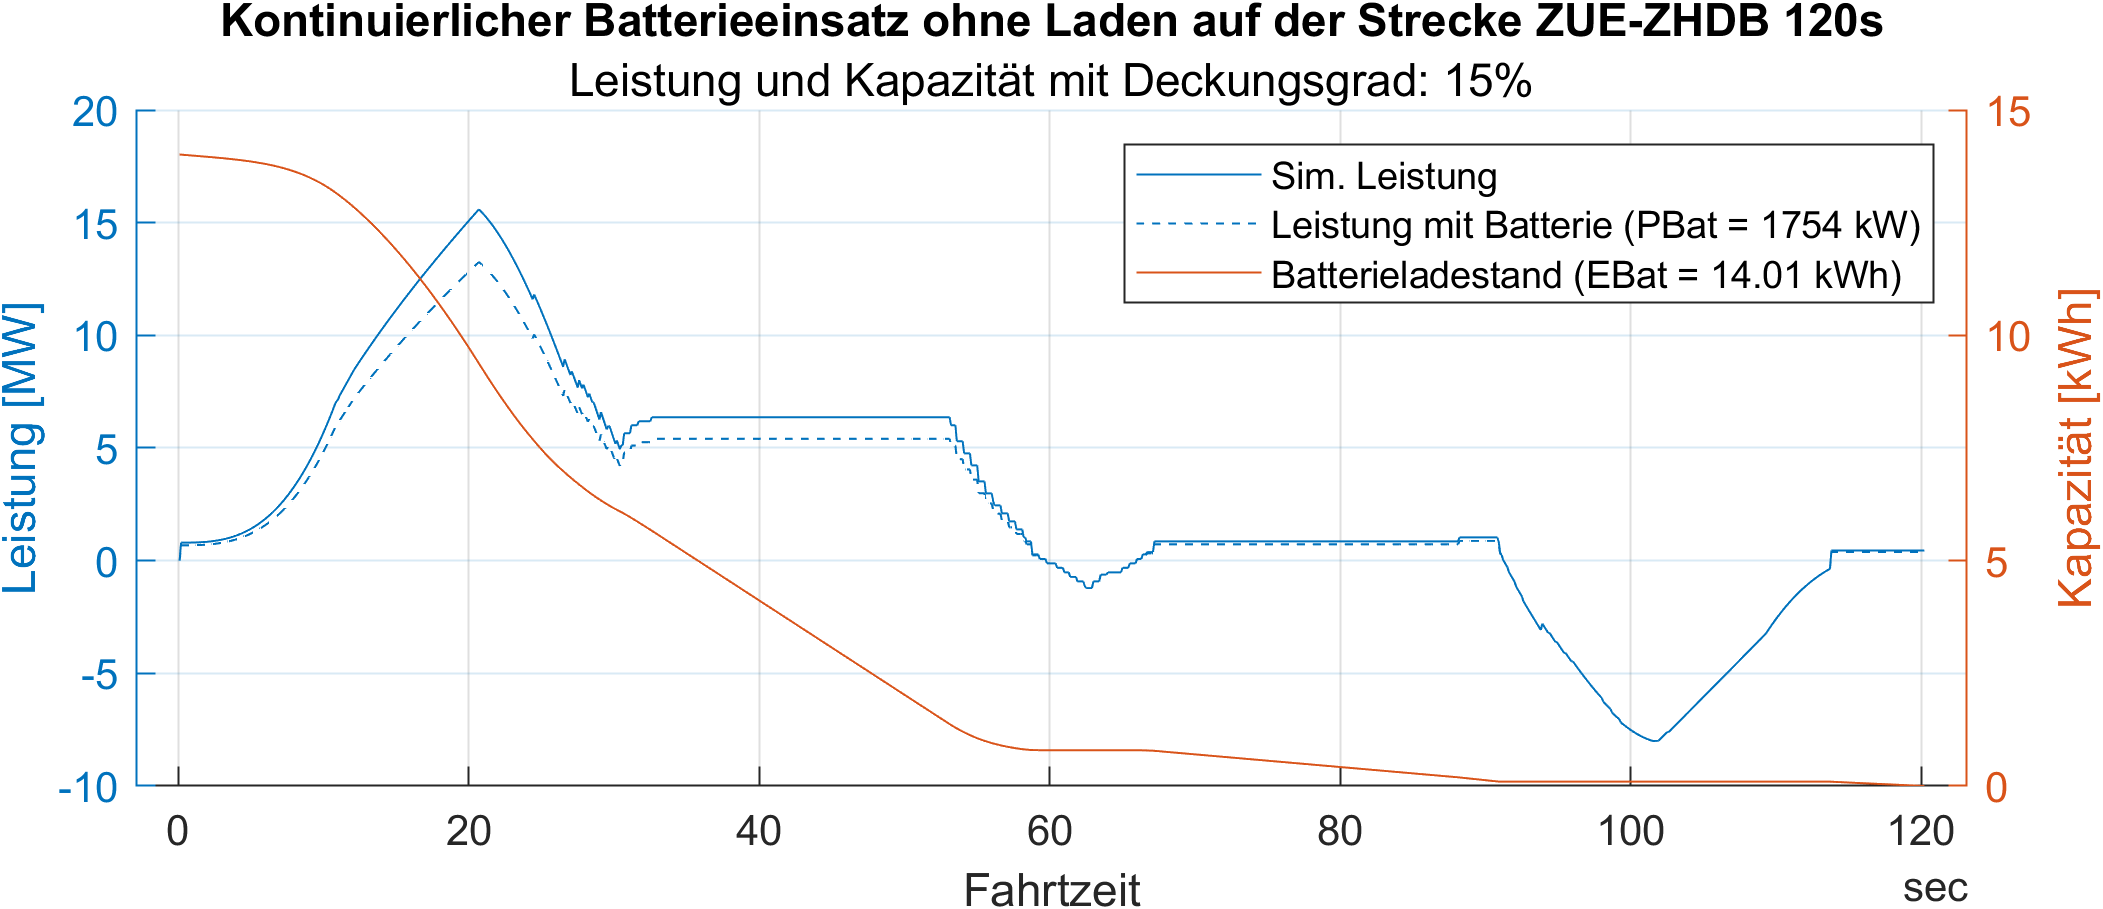 Kontinuierlicher Batterieeinsatz ohne Laden auf der Strecke ZUE-ZHDB 120s
Leistung und Kapazität mit Deckungsgrad: 15%
Leistung [MW]
20
15
10
5
0
-5
-10
Sim. Leistung
Leistung mit Batterie (PBat = 1754 kW)
Batterieladestand (EBat = 14.01 kWh)
15
10
5
0
Kapazität [kWh]
0 20 40 60 80 100 120
Fahrtzeit
sec